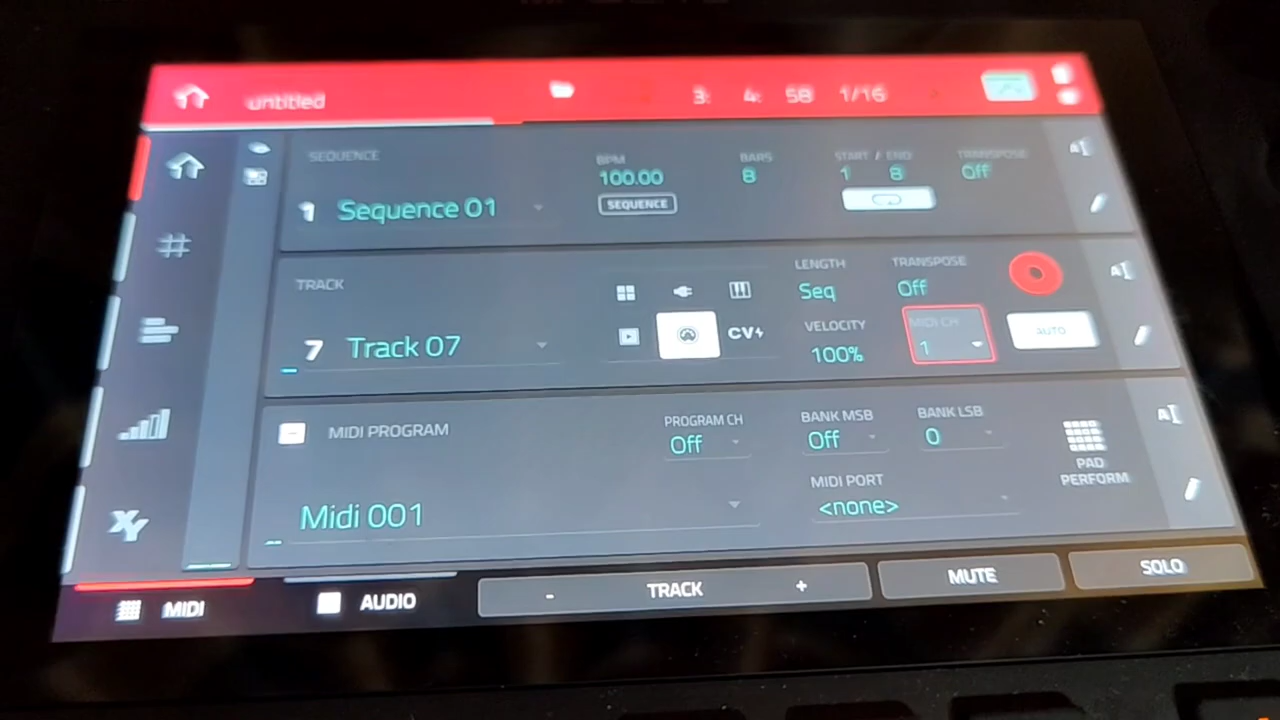 untitled
3: 4: 58 1/16
SEQUENCE
BPM
BARS
START / END
TRANSPOSE
1 Sequence 01
100.00
8
1 8
Off
SEQUENCE
TRACK
LENGTH
TRANSPOSE
Seq
Off
7 Track 07
CV
VELOCITY
MIDI CH
AUTO
100%
1
MIDI PROGRAM
PROGRAM CH
BANK MSB
BANK LSB
Off
Off
0
PAD
PERFORM
MIDI PORT
Midi 001
<none>
XY
MIDI
AUDIO
- TRACK +
MUTE
SOLO